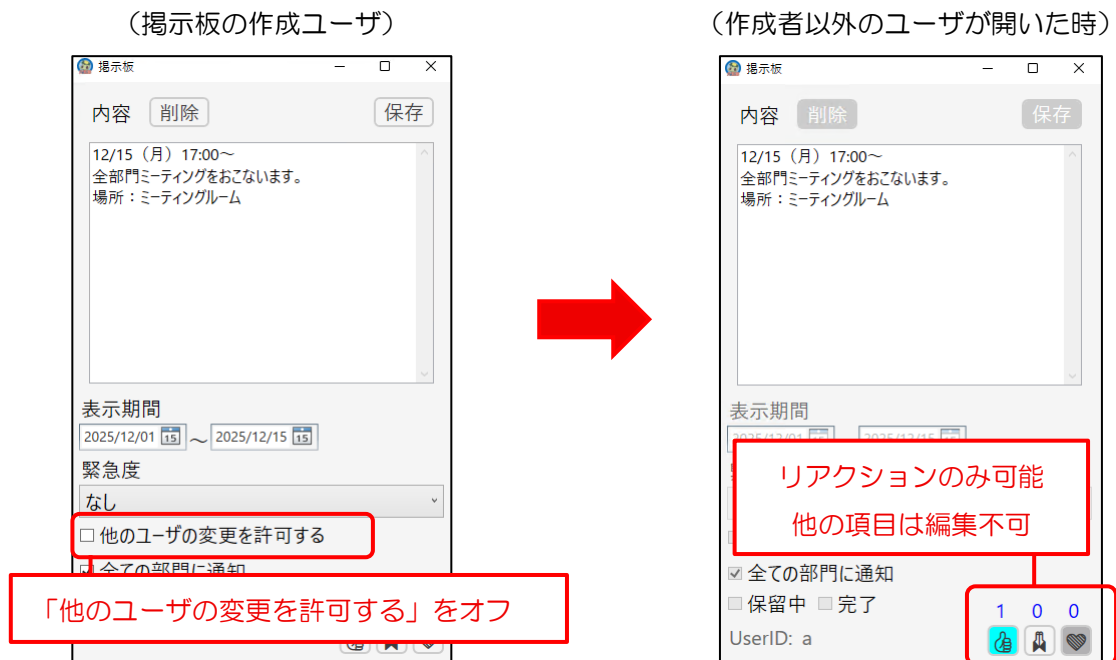 （掲示板の作成ユーザ）
掲示板
内容
削除
保存
12/15（月）17:00～
全部門ミーティングをおこないます。
場所：ミーティングルーム
表示期間
2025/12/01 15 ～ 2025/12/15 15
緊急度
なし
他のユーザの変更を許可する
全ての部門に通知
「他のユーザの変更を許可する」をオフ
（作成者以外のユーザが開いた時）
掲示板
内容
削除
保存
12/15（月）17:00～
全部門ミーティングをおこないます。
場所：ミーティングルーム
表示期間
リアクションのみ可能
他の項目は編集不可
全ての部門に通知
保留中 完了
1 0 0
UserID: a